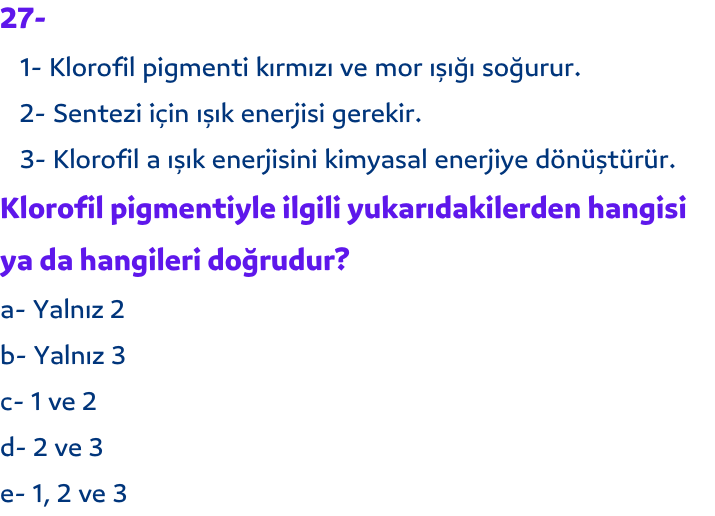 27-
1- Klorofil pigmenti kırmızı ve mor ışığı soğurur.
2- Sentezi için ışık enerjisi gerekir.
3- Klorofil a ışık enerjisini kimyasal enerjiye dönüştürür.
Klorofil pigmentiyle ilgili yukarıdakilerden hangisi
ya da hangileri doğrudur?
a- Yalnız 2
b- Yalnız 3
c- 1 ve 2
d- 2 ve 3
e- 1, 2 ve 3